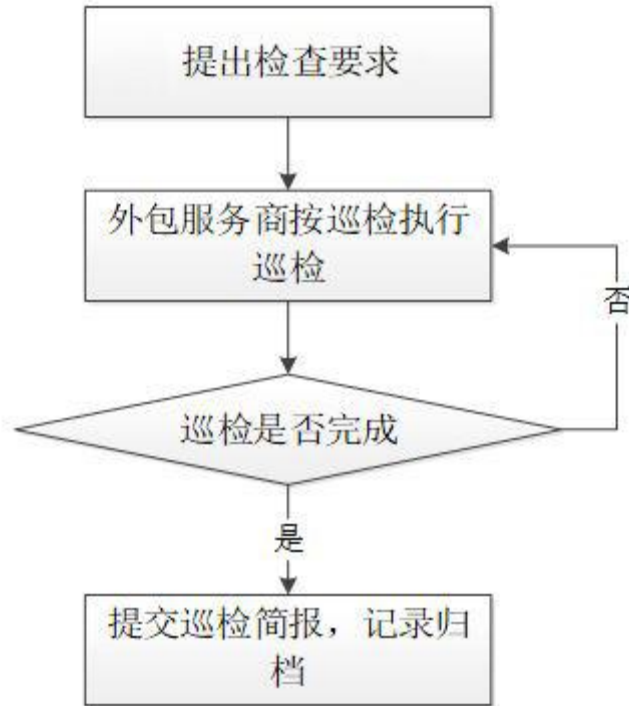 提出检查要求
外包服务商按巡检执行
巡检
否
巡检是否完成
是
提交巡检简报，记录归
档